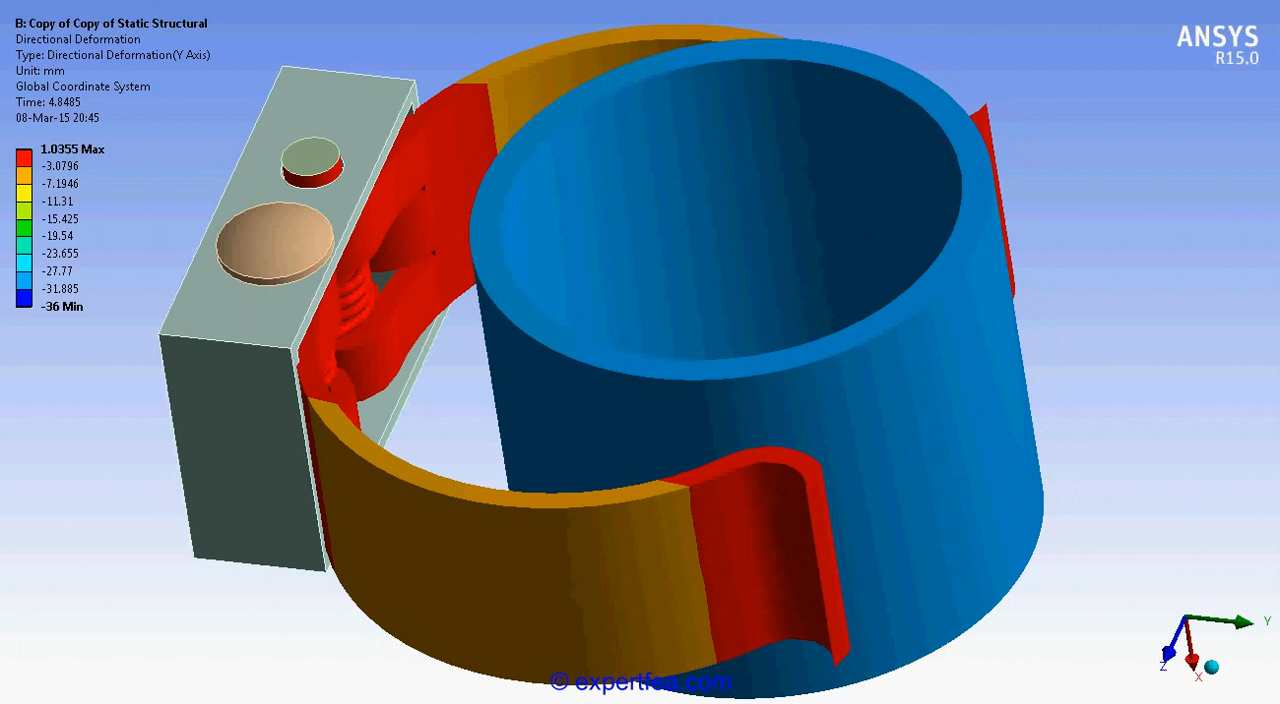 B: Copy of Copy of Static Structural
Directional Deformation
Type: Directional Deformation(Y Axis)
Unit: mm
Global Coordinate System
Time: 4.8485
08-Mar-15 20:45
1.0355 Max
-3.0796
-7.1946
-11.31
-15.425
-19.54
-23.655
-27.77
-31.885
-36 Min
ANSYS
R15.0
Y
Z
X
© expertfea.com